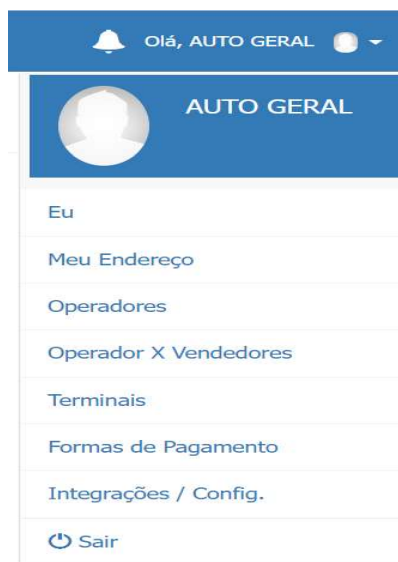 Olá, AUTO GERAL
AUTO GERAL
Eu
Meu Endereço
Operadores
Operador X Vendedores
Terminais
Formas de Pagamento
Integrações / Config.
Sair